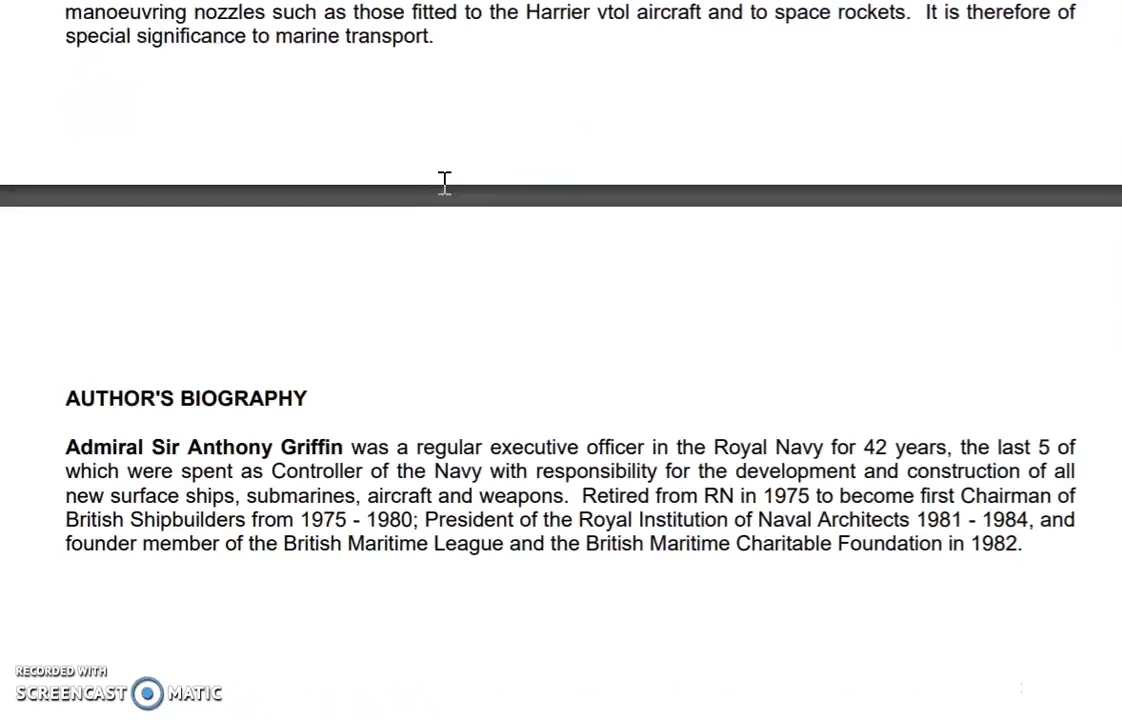 manoeuvring nozzles such as those fitted to the Harrier vtol aircraft and to space rockets.  It is therefore of
special significance to marine transport.
AUTHOR'S BIOGRAPHY
Admiral Sir Anthony Griffin was a regular executive officer in the Royal Navy for 42 years, the last 5 of
which were spent as Controller of the Navy with responsibility for the development and construction of all
new surface ships, submarines, aircraft and weapons.  Retired from RN in 1975 to become first Chairman of
British Shipbuilders from 1975 - 1980; President of the Royal Institution of Naval Architects 1981 - 1984, and
founder member of the British Maritime League and the British Maritime Charitable Foundation in 1982.
RECORDED WITH
SCREENCAST MATIC